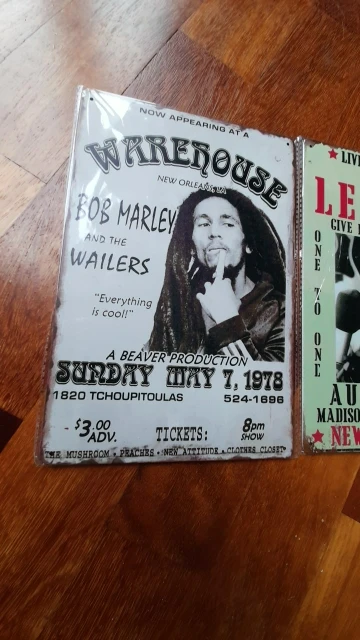 NOW APPEARING AT A
WAREHOUSE
NEW ORLEANS, LA
BOB MARLEY
AND THE
WAILERS
"Everything
is cool!"
A BEAVER PRODUCTION
SUNDAY MAY 7, 1978
1820 TCHOUPITOULAS 524-1696
$3.00
ADV.
TICKETS:
8pm
SHOW
THE MUSHROOM • PEACHES • NEW ATTITUDE • CLOTHES CLOSET
LIV
LE
GIVE
ONE TO ONE
AU
MADISO
NEW